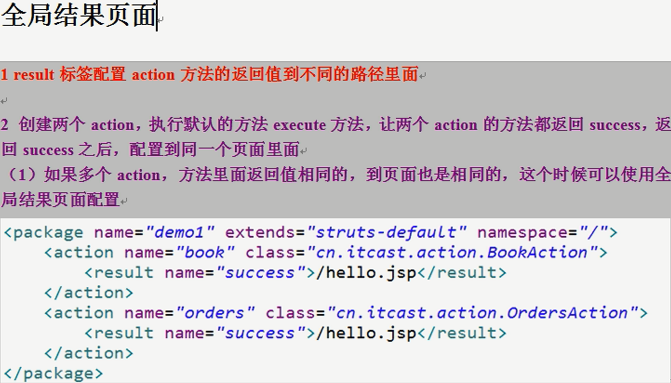 全局结果页面
1 result 标签配置 action 方法的返回值到不同的路径里面
2 创建两个 action，执行默认的方法 execute 方法，让两个 action 的方法都返回 success，返
回 success 之后，配置到同一个页面里面
（1）如果多个 action，方法里面返回值相同的，到页面也是相同的，这个时候可以使用全
局结果页面配置
<package name="demo1" extends="struts-default" namespace="/">
    <action name="book" class="cn.itcast.action.BookAction">
        <result name="success">/hello.jsp</result>
    </action>
    <action name="orders" class="cn.itcast.action.OrdersAction">
        <result name="success">/hello.jsp</result>
    </action>
</package>